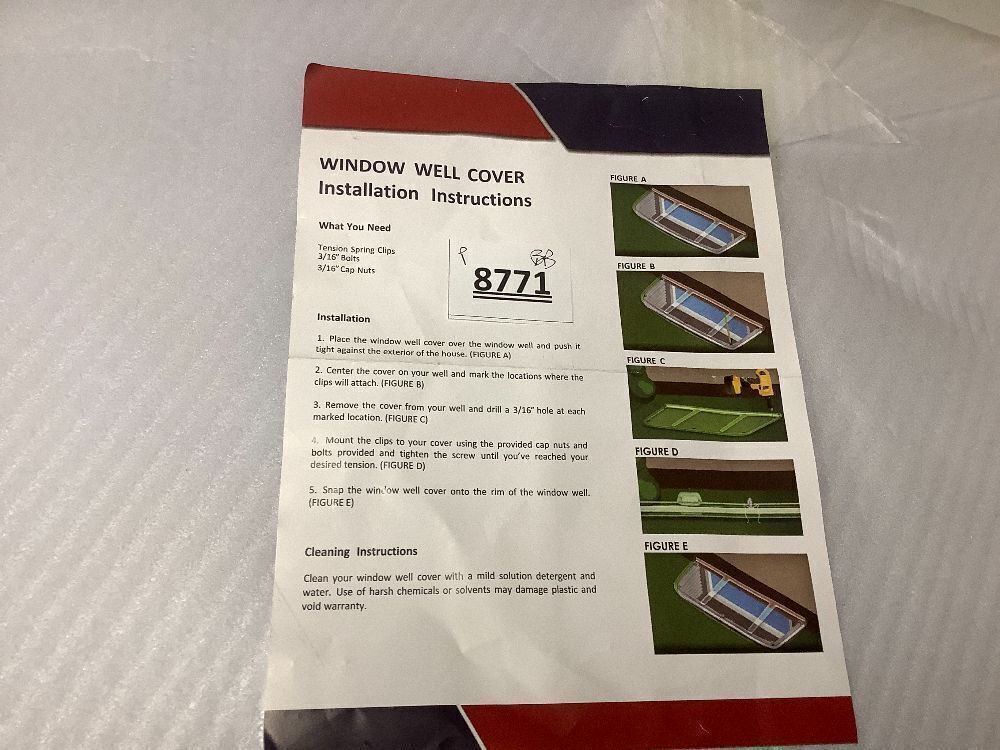 WINDOW WELL COVER
Installation Instructions
What You Need
Tension Spring Clips
3/16" Bolts
3/16" Cap Nuts
8771
Installation
1. Place the window well cover over the window well and push it
tight against the exterior of the house. (FIGURE A)
2. Center the cover on your well and mark the locations where the
clips will attach. (FIGURE B)
3. Remove the cover from your well and drill a 3/16" hole at each
marked location. (FIGURE C)
4. Mount the clips to your cover using the provided cap nuts and
bolts provided and tighten the screw until you've reached your
desired tension. (FIGURE D)
5. Snap the window well cover onto the rim of the window well.
(FIGURE E)
Cleaning Instructions
Clean your window well cover with a mild solution detergent and
water. Use of harsh chemicals or solvents may damage plastic and
void warranty.
FIGURE A
FIGURE B
FIGURE C
FIGURE D
FIGURE E